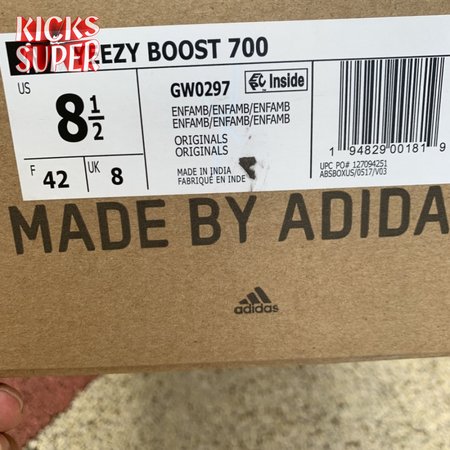 KICKS
SUPER
EEZY BOOST 700
US
8 1/2
F
42
UK
8
GW0297
Inside
ENFAMB/ENFAMB/ENFAMB
ENFAMB/ENFAMB/ENFAMB
ORIGINALS
ORIGINALS
MADE IN INDIA
FABRIQUÉ EN INDE
1 94829 00181 9
UPC PO# 127094251
ABSBOXUS/0517/V03
MADE BY ADIDA
adidas